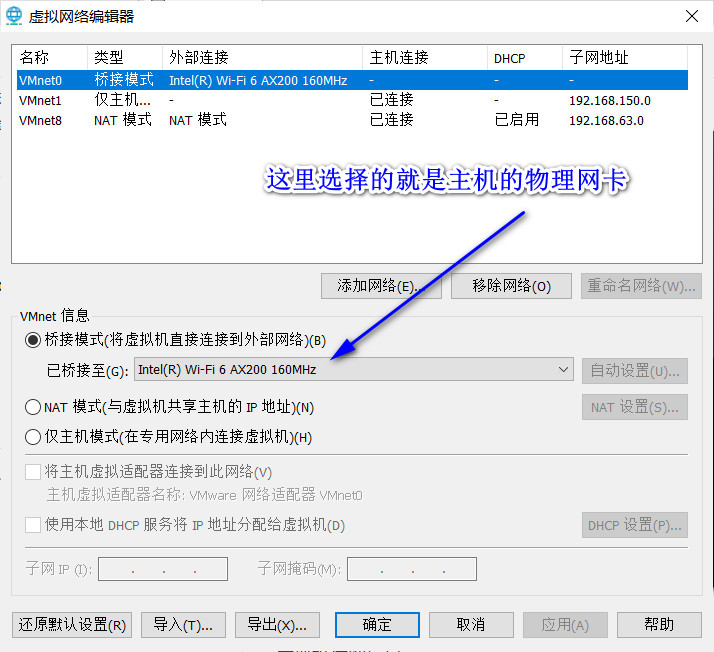 虚拟网络编辑器
名称 类型 外部连接 主机连接 DHCP 子网地址
VMnet0 桥接模式 Intel(R) Wi-Fi 6 AX200 160MHz - - -
VMnet1 仅主机... - 已连接 - 192.168.150.0
VMnet8 NAT 模式 NAT 模式 已连接 已启用 192.168.63.0
这里选择的就是主机的物理网卡
添加网络(E)... 移除网络(O) 重命名网络(W)...
VMnet 信息
桥接模式(将虚拟机直接连接到外部网络)(B)
已桥接至(G): Intel(R) Wi-Fi 6 AX200 160MHz 自动设置(U)...
NAT 模式(与虚拟机共享主机的 IP 地址)(N) NAT 设置(S)...
仅主机模式(在专用网络内连接虚拟机)(H)
将主机虚拟适配器连接到此网络(V)
主机虚拟适配器名称: VMware 网络适配器 VMnet0
使用本地 DHCP 服务将 IP 地址分配给虚拟机(D) DHCP 设置(P)...
子网 IP (I): . . . 子网掩码(M): . . .
还原默认设置(R) 导入(T)... 导出(X)... 确定 取消 应用(A) 帮助